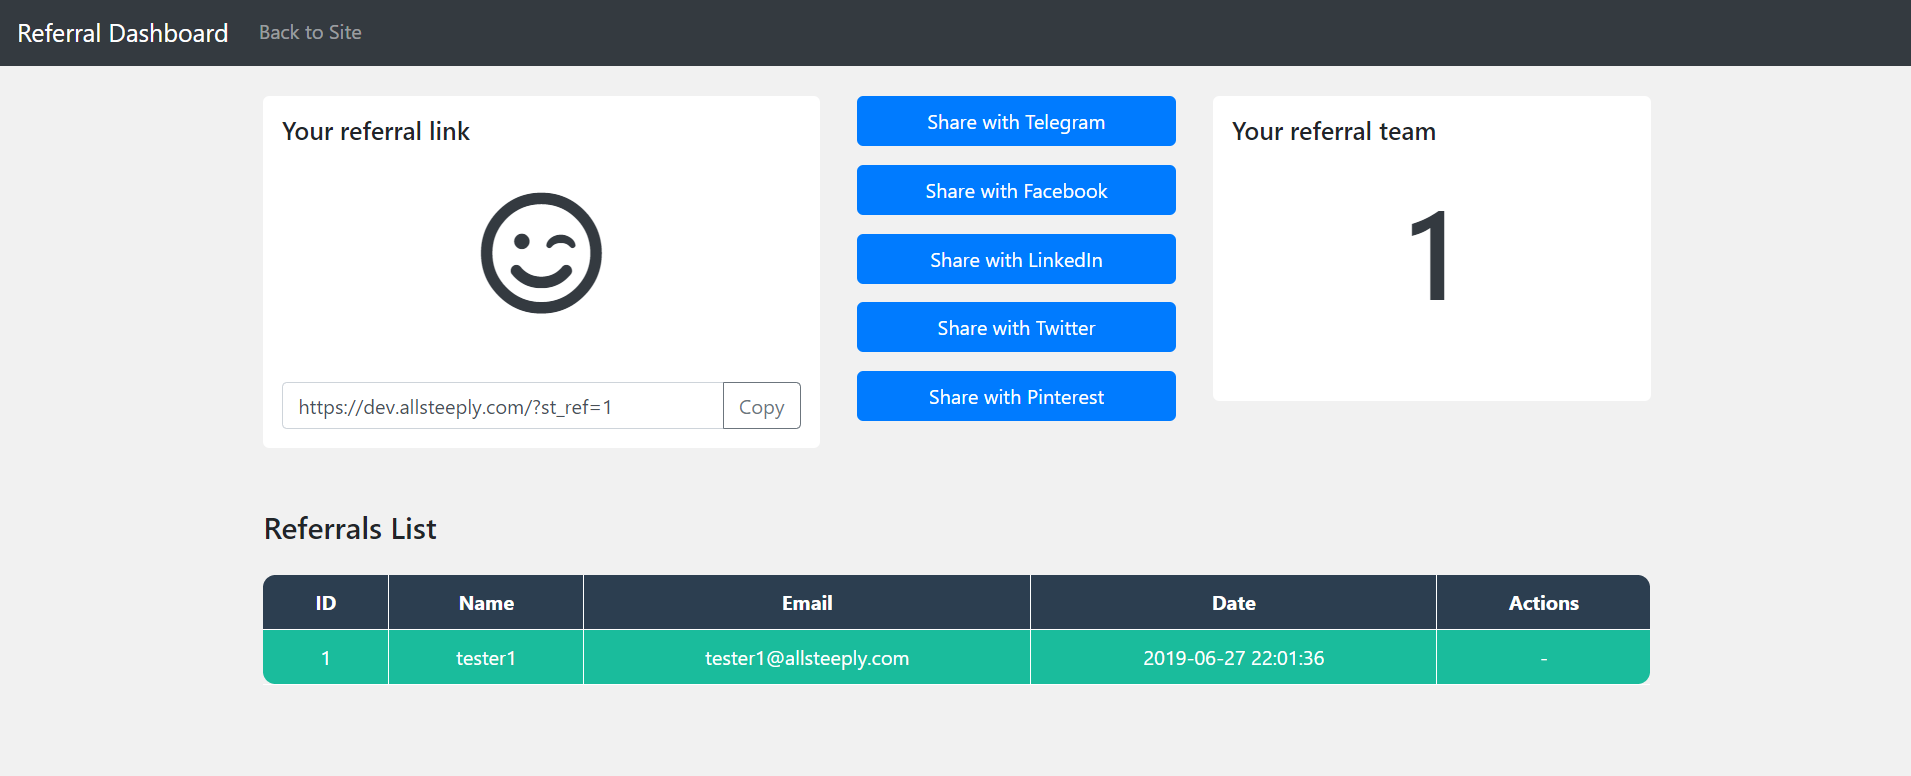 Referral Dashboard Back to Site
Your referral link
https://dev.allsteeply.com/?st_ref=1 Copy
Share with Telegram
Share with Facebook
Share with LinkedIn
Share with Twitter
Share with Pinterest
Your referral team
1
Referrals List
ID Name Email Date Actions
1 tester1 tester1@allsteeply.com 2019-06-27 22:01:36 -